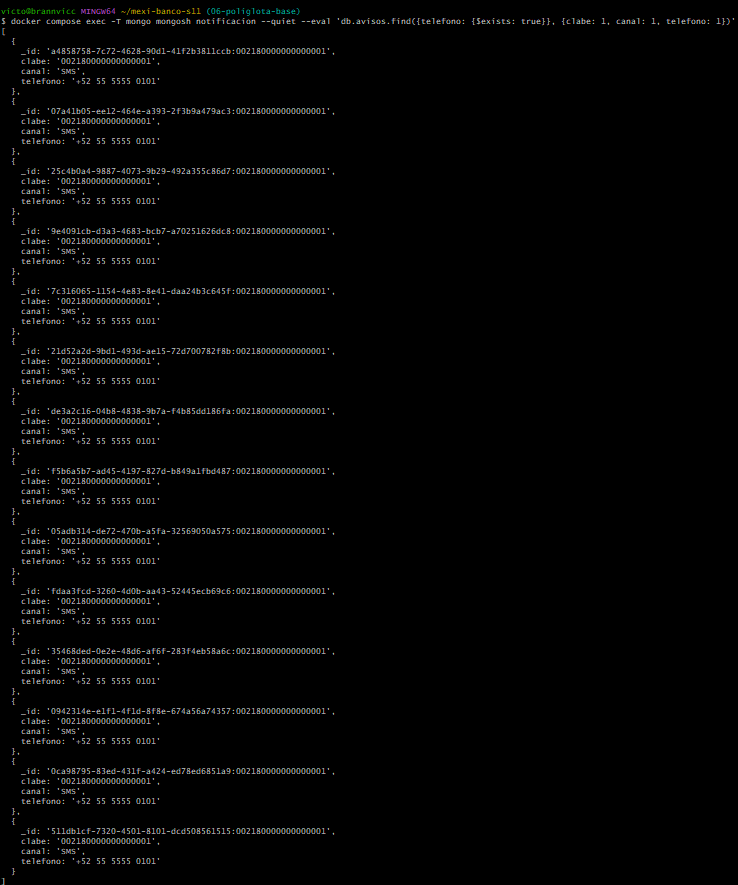 victo@brannvicc MINGW64 ~/mexi-banco-sll (06-poliglota-base)
$ docker compose exec -T mongo mongosh notificacion --quiet --eval 'db.avisos.find({telefono: {$exists: true}}, {clabe: 1, canal: 1, telefono: 1})'
[
{
_id: 'a4858758-7c72-4628-90d1-41f2b3811ccb:002180000000000001',
clabe: '002180000000000001',
canal: 'SMS',
telefono: '+52 55 5555 0101'
},
{
_id: '07a41b05-ee12-464e-a393-2f3b9a479ac3:002180000000000001',
clabe: '002180000000000001',
canal: 'SMS',
telefono: '+52 55 5555 0101'
},
{
_id: '25c4b0a4-9887-4073-9b29-492a355c86d7:002180000000000001',
clabe: '002180000000000001',
canal: 'SMS',
telefono: '+52 55 5555 0101'
},
{
_id: '9e4091cb-d3a3-4683-bcb7-a70251626dc8:002180000000000001',
clabe: '002180000000000001',
canal: 'SMS',
telefono: '+52 55 5555 0101'
},
{
_id: '7c316065-1154-4e83-8e41-daa24b3c645f:002180000000000001',
clabe: '002180000000000001',
canal: 'SMS',
telefono: '+52 55 5555 0101'
},
{
_id: '21d52a2d-9bd1-493d-ae15-72d700782f8b:002180000000000001',
clabe: '002180000000000001',
canal: 'SMS',
telefono: '+52 55 5555 0101'
},
{
_id: 'de3a2c16-04b8-4838-9b7a-f4b85dd186fa:002180000000000001',
clabe: '002180000000000001',
canal: 'SMS',
telefono: '+52 55 5555 0101'
},
{
_id: 'f5b6a5b7-ad45-4197-827d-b849a1fbd487:002180000000000001',
clabe: '002180000000000001',
canal: 'SMS',
telefono: '+52 55 5555 0101'
},
{
_id: '05adb314-de72-470b-a5fa-32569050a575:002180000000000001',
clabe: '002180000000000001',
canal: 'SMS',
telefono: '+52 55 5555 0101'
},
{
_id: 'fdaa3fcd-3260-4d0b-aa43-52445ecb69c6:002180000000000001',
clabe: '002180000000000001',
canal: 'SMS',
telefono: '+52 55 5555 0101'
},
{
_id: '35468ded-0e2e-48d6-af6f-283f4eb58a6c:002180000000000001',
clabe: '002180000000000001',
canal: 'SMS',
telefono: '+52 55 5555 0101'
},
{
_id: '0942314e-e1f1-4f1d-8f8e-674a56a74357:002180000000000001',
clabe: '002180000000000001',
canal: 'SMS',
telefono: '+52 55 5555 0101'
},
{
_id: '0ca98795-83ed-431f-a424-ed78ed6851a9:002180000000000001',
clabe: '002180000000000001',
canal: 'SMS',
telefono: '+52 55 5555 0101'
},
{
_id: '511db1cf-7320-4501-8101-dcd508561515:002180000000000001',
clabe: '002180000000000001',
canal: 'SMS',
telefono: '+52 55 5555 0101'
}
]